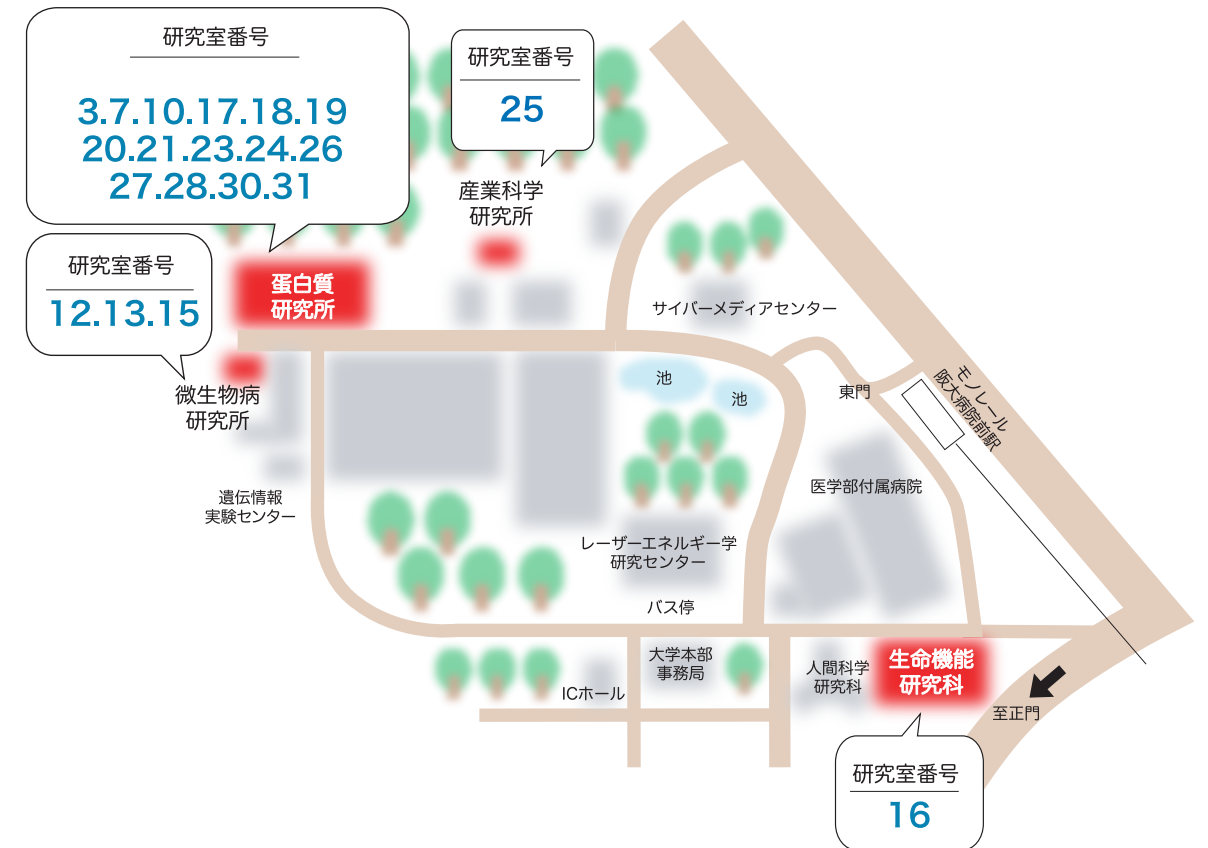 研究室番号
3.7.10.17.18.19
20.21.23.24.26
27.28.30.31
研究室番号
25
産業科学
研究所
研究室番号
12.13.15
蛋白質
研究所
サイバーメディアセンター
微生物病
研究所
池
池
東門
モノレール
阪大病院前駅
遺伝情報
実験センター
医学部付属病院
レーザーエネルギー学
研究センター
バス停
大学本部
事務局
ICホール
人間科学
研究科
生命機能
研究科
至正門
研究室番号
16